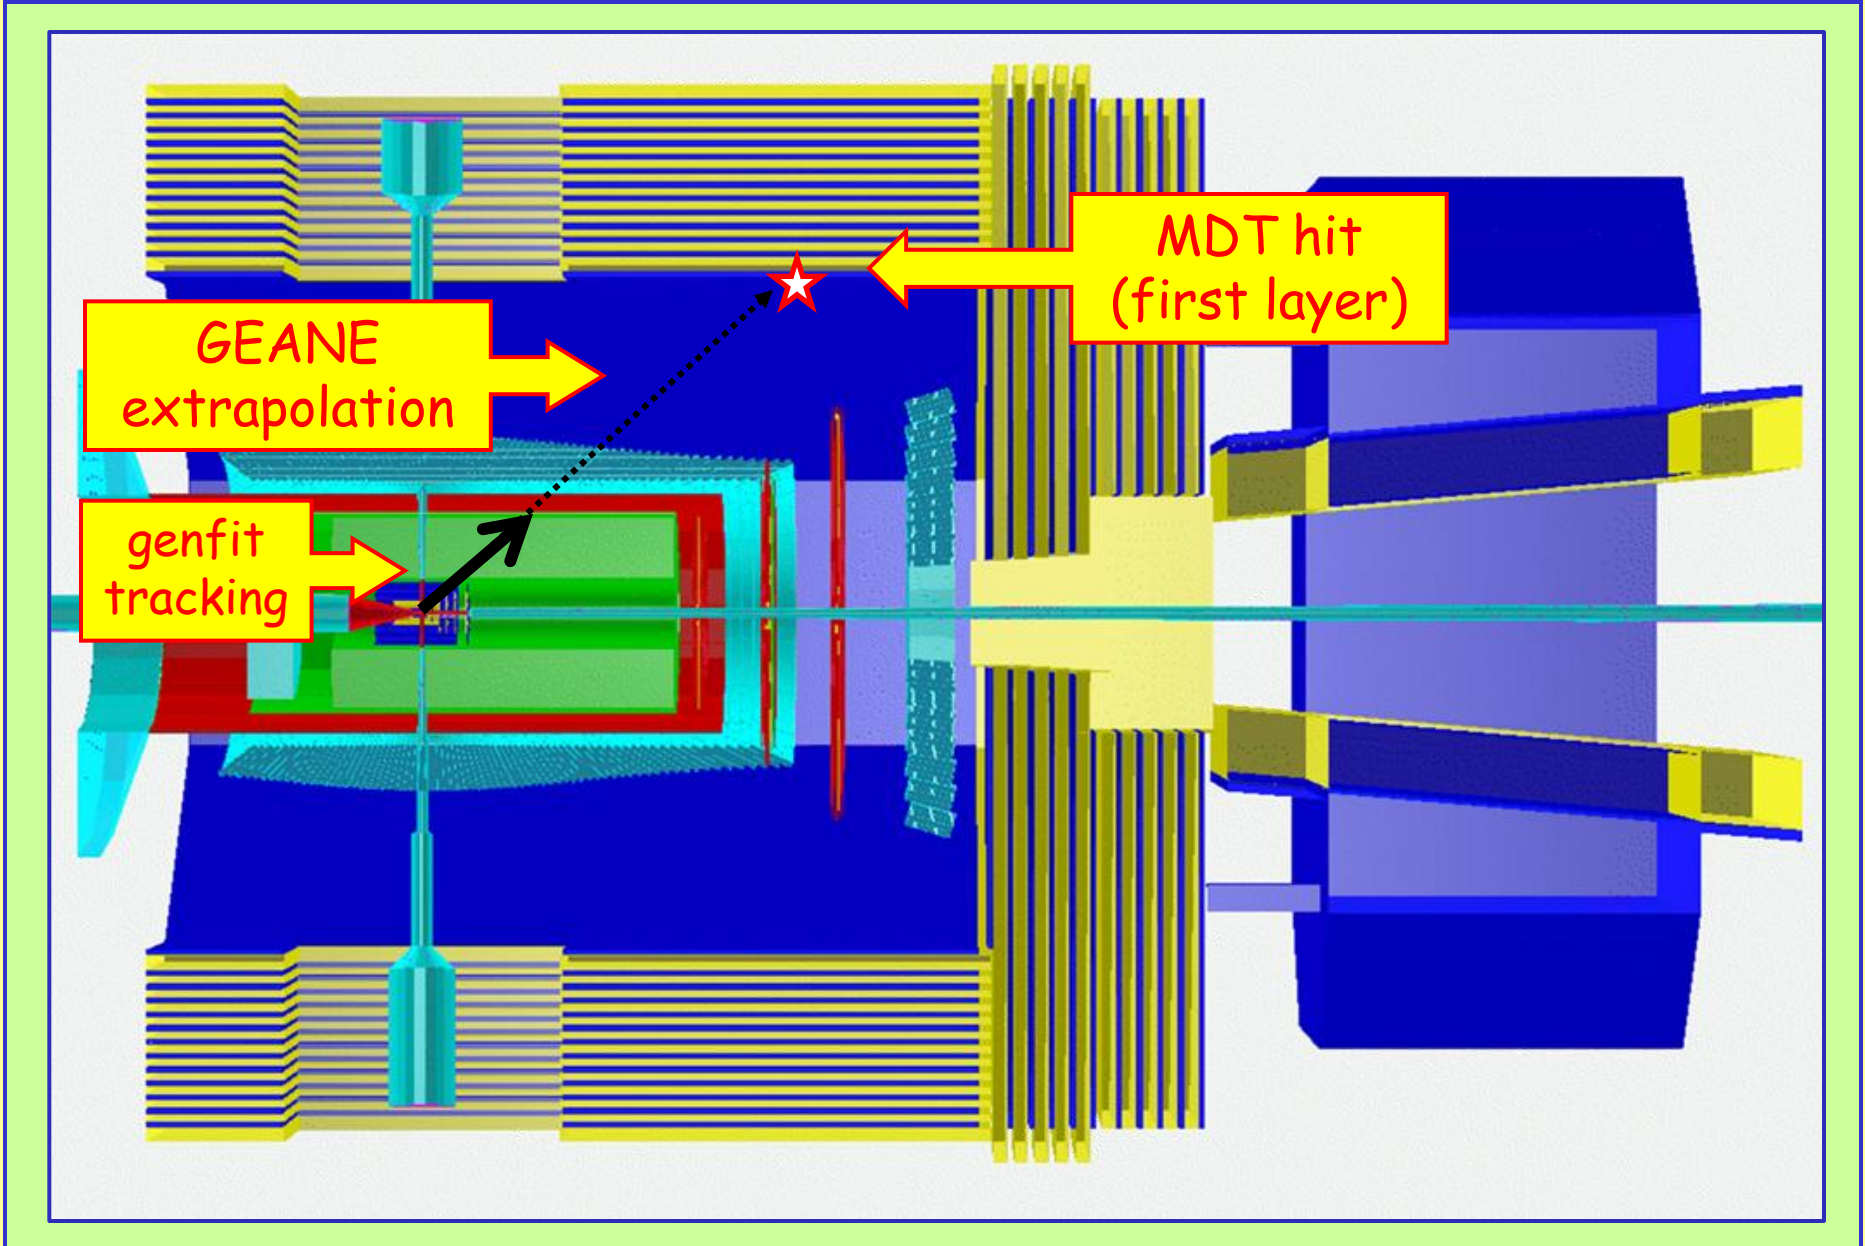 MDT hit
(first layer)
GEANE
extrapolation
genfit
tracking